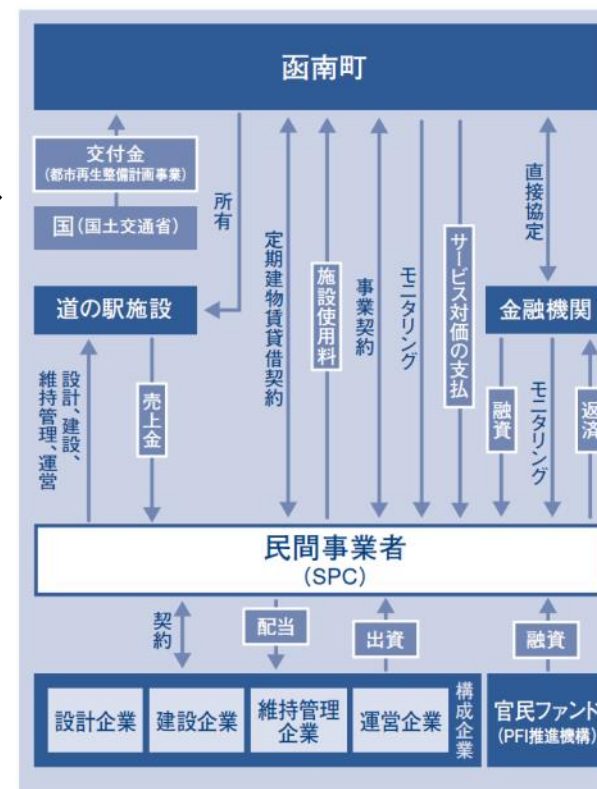 函南町
交付金
(都市再生整備計画事業)
国(国土交通省)
所有
道の駅施設
設計、建設、
維持管理、運営
売上金
定期建物賃貸借契約
施設使用料
事業契約
モニタリング
サービス対価の支払
直接協定
金融機関
融資
モニタリング
返済
民間事業者
(SPC)
契約
配当
出資
融資
設計企業
建設企業
維持管理
企業
運営企業
構成企業
官民ファンド
(PFI推進機構)